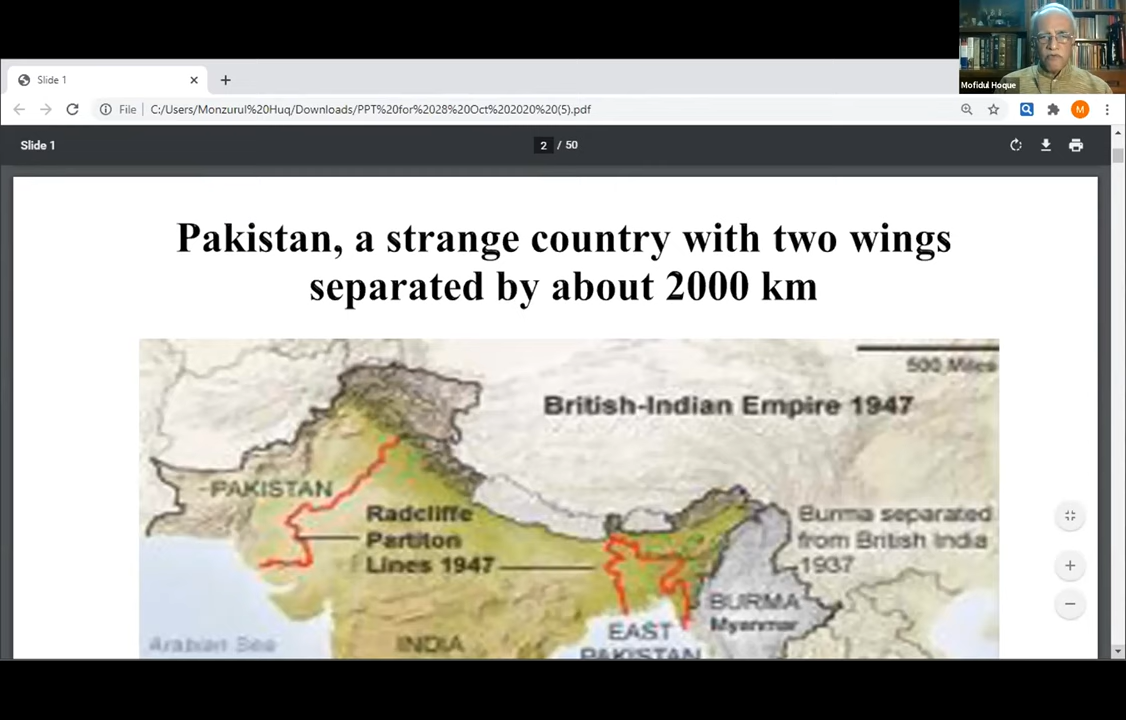 Slide 1
File
C:/Users/Monzurul%20Huq/Downloads/PPT%20for%2028%20Oct%202020%20(5).pdf
M
Mofidul Hoque
Slide 1
2 / 50
Pakistan, a strange country with two wings
separated by about 2000 km
500 Miles
British-Indian Empire 1947
PAKISTAN
Radcliffe
Partiton
Lines 1947
Burma separated
from British India
1937
BURMA
Myanmar
Arabian Sea
INDIA
EAST
PAKISTAN